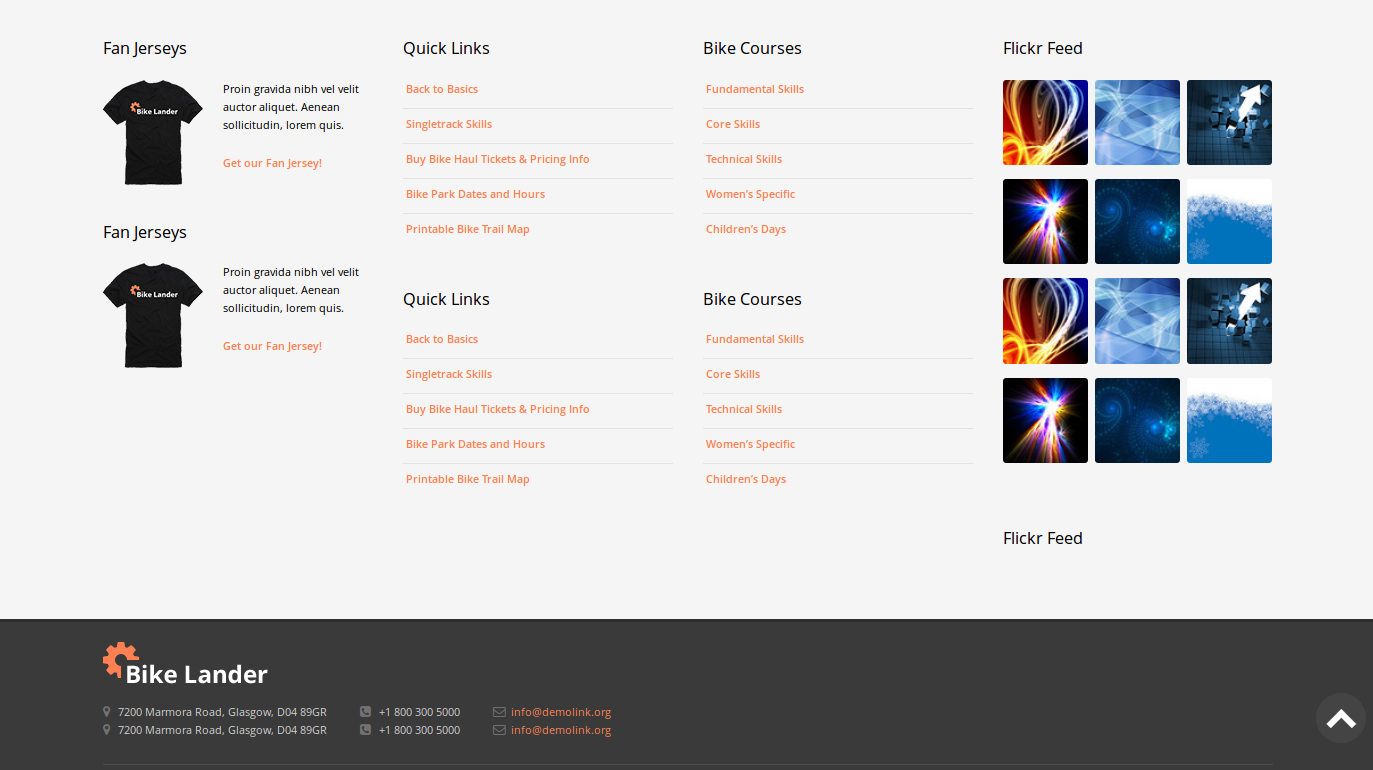 Fan Jerseys
Bike Lander
Proin gravida nibh vel velit
auctor aliquet. Aenean
sollicitudin, lorem quis.
Get our Fan Jersey!
Fan Jerseys
Bike Lander
Proin gravida nibh vel velit
auctor aliquet. Aenean
sollicitudin, lorem quis.
Get our Fan Jersey!
Quick Links
Back to Basics
Singletrack Skills
Buy Bike Haul Tickets & Pricing Info
Bike Park Dates and Hours
Printable Bike Trail Map
Quick Links
Back to Basics
Singletrack Skills
Buy Bike Haul Tickets & Pricing Info
Bike Park Dates and Hours
Printable Bike Trail Map
Bike Courses
Fundamental Skills
Core Skills
Technical Skills
Women’s Specific
Children’s Days
Bike Courses
Fundamental Skills
Core Skills
Technical Skills
Women’s Specific
Children’s Days
Flickr Feed
Flickr Feed
Bike Lander
7200 Marmora Road, Glasgow, D04 89GR +1 800 300 5000 info@demolink.org
7200 Marmora Road, Glasgow, D04 89GR +1 800 300 5000 info@demolink.org